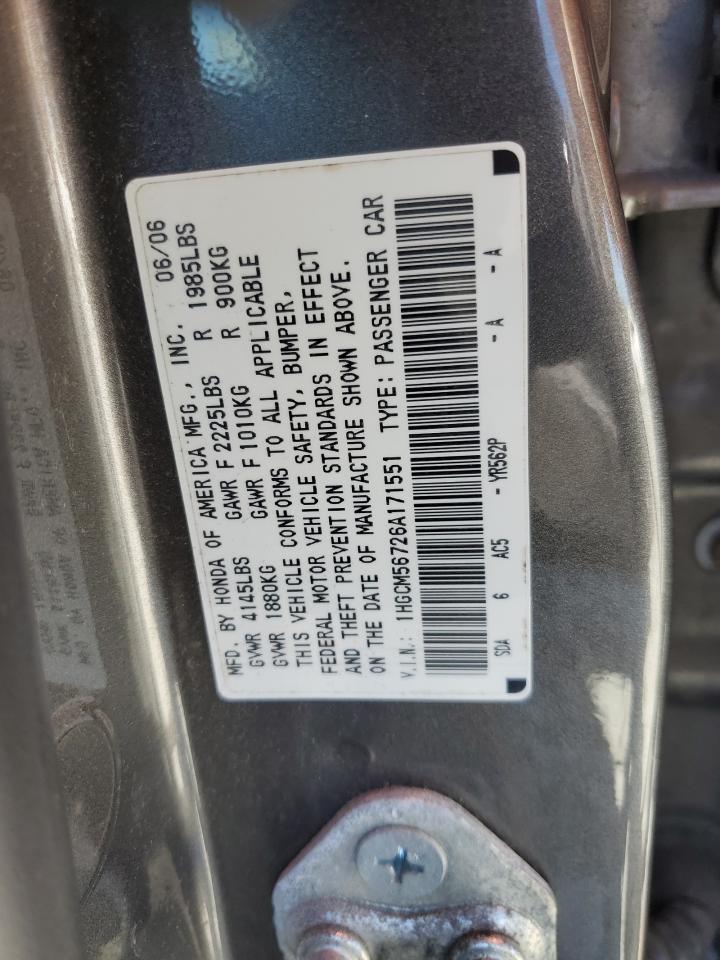 MFD. BY HONDA OF AMERICA MFG., INC. 06/06
GVWR 4145LBS GAWR F 2225LBS R 1985LBS
GVWR 1880KG GAWR F 1010KG R 900KG
THIS VEHICLE CONFORMS TO ALL APPLICABLE
FEDERAL MOTOR VEHICLE SAFETY, BUMPER,
AND THEFT PREVENTION STANDARDS IN EFFECT
ON THE DATE OF MANUFACTURE SHOWN ABOVE.
V.I.N.: 1HGCM56726A171551 TYPE: PASSENGER CAR
SDA 6 AC5 - YR562P - A - A